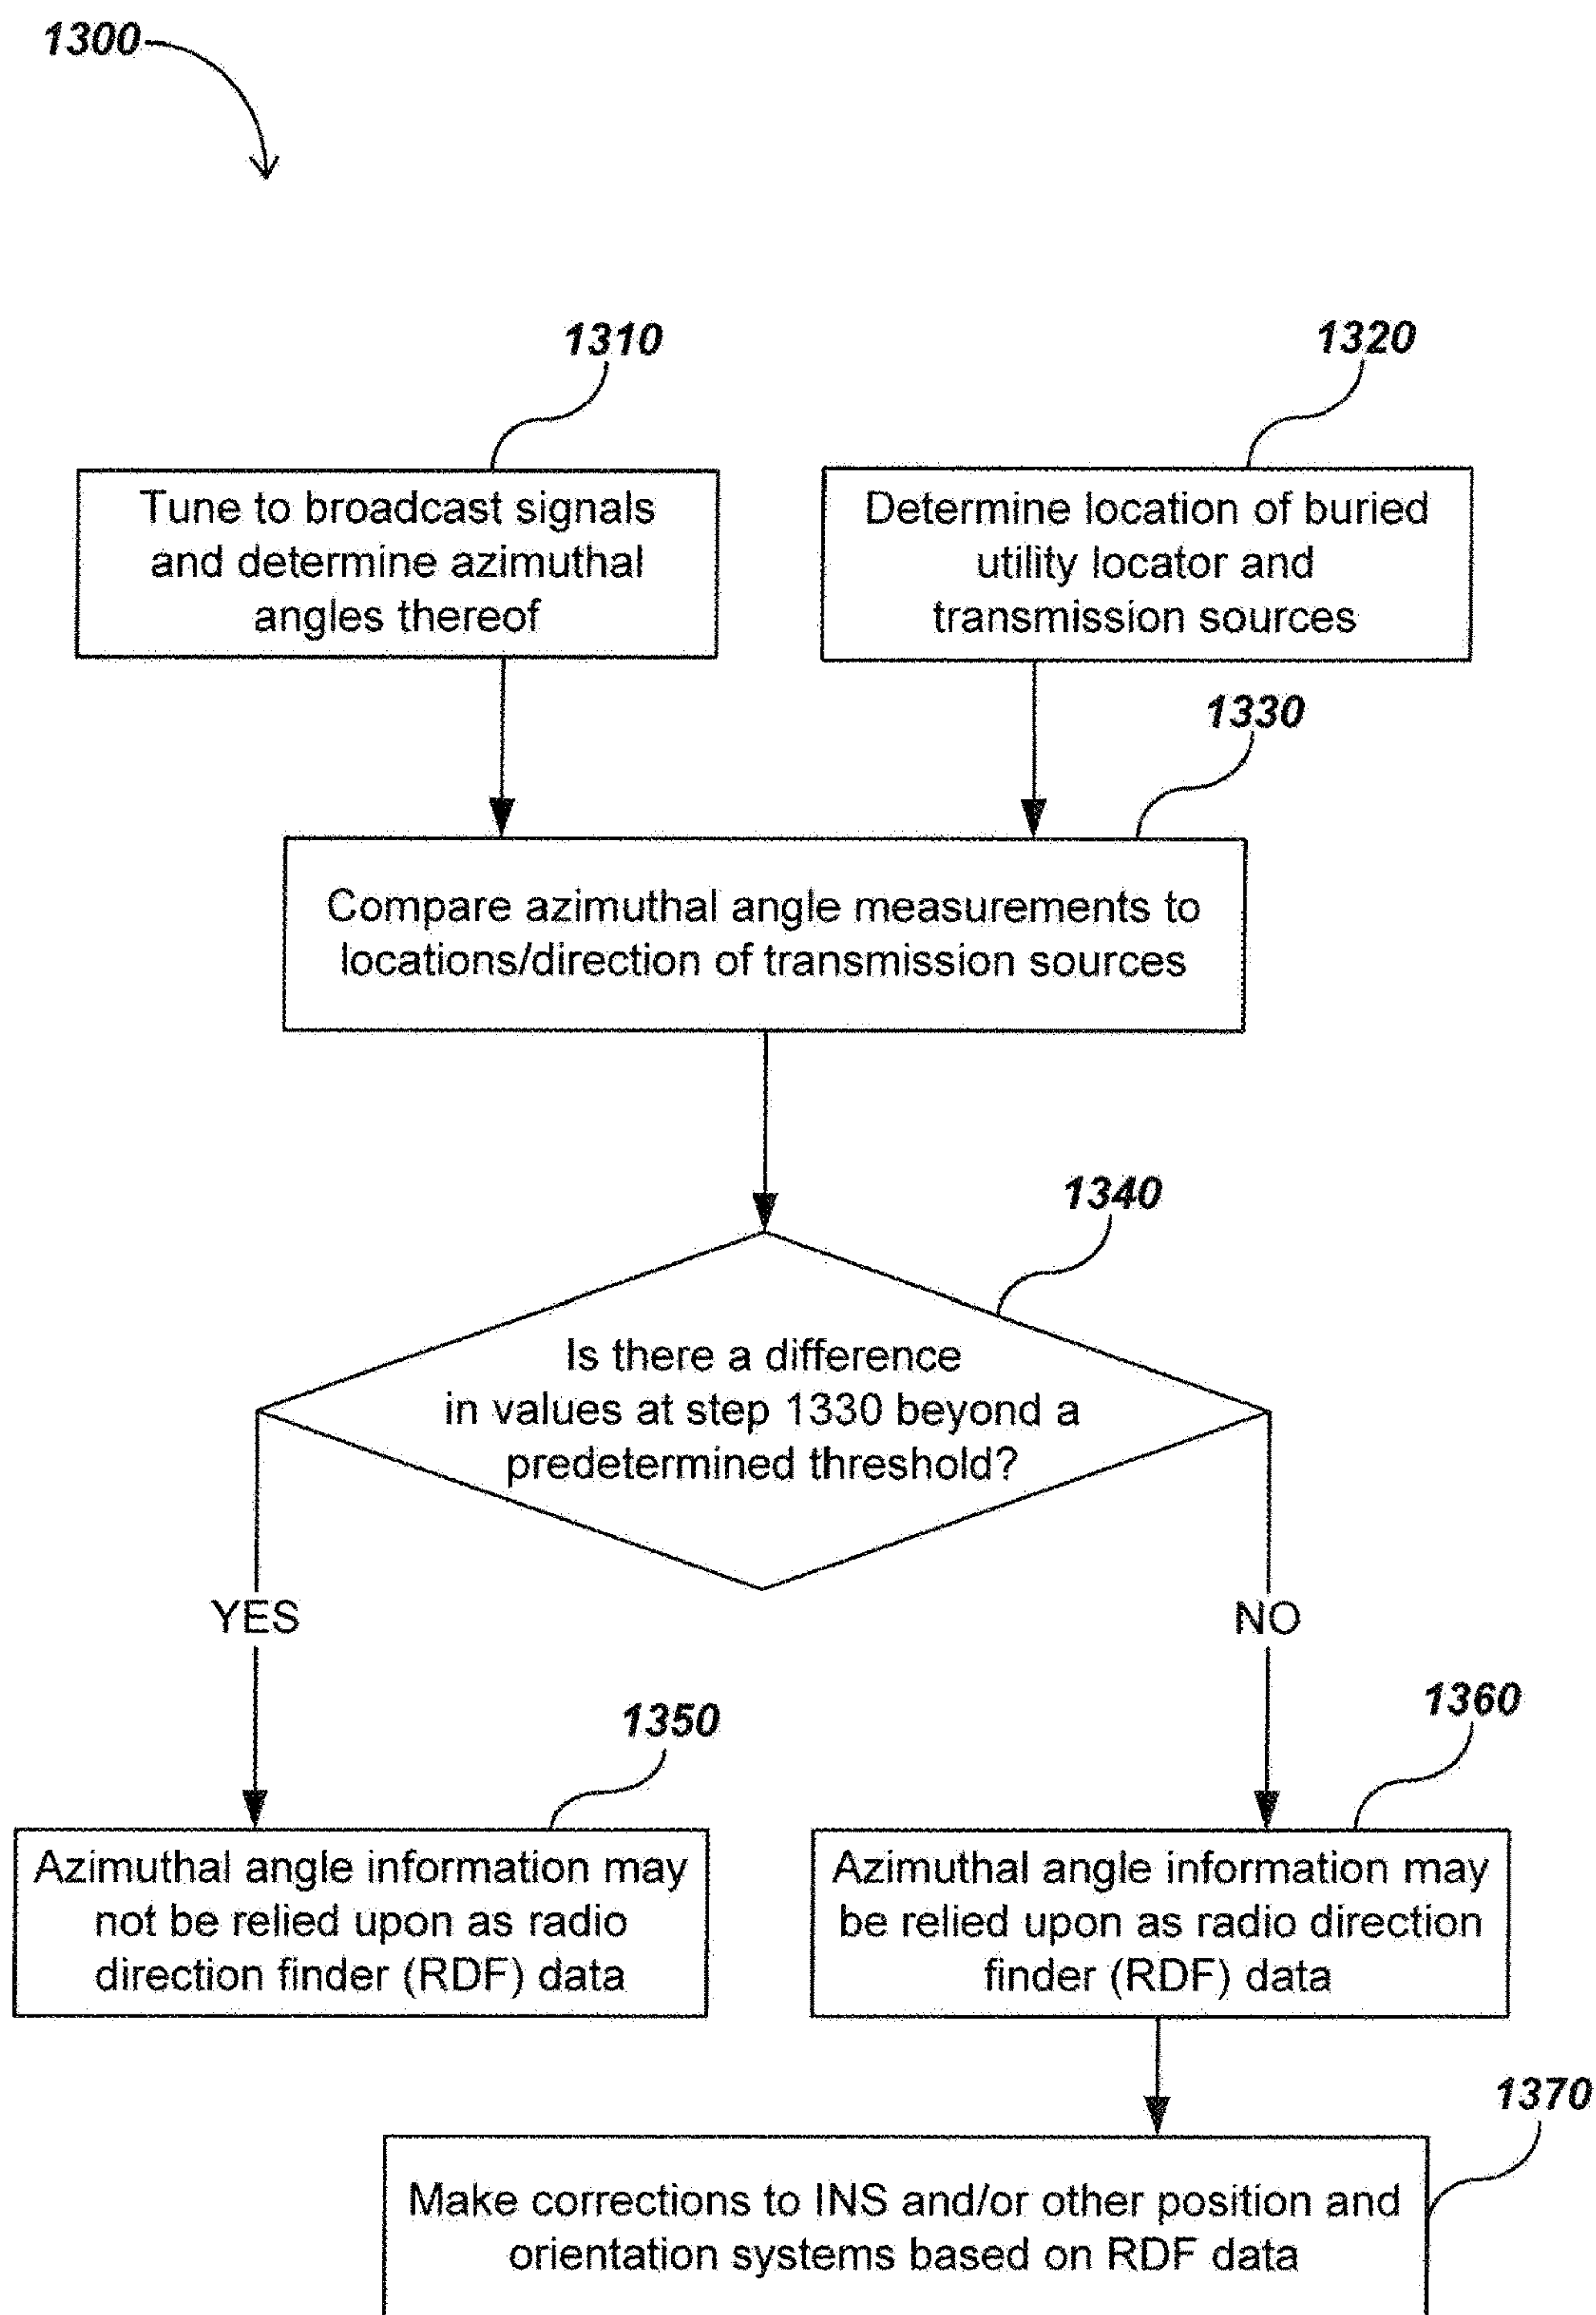 1300
1310
1320
Tune to broadcast signals
and determine azimuthal
angles thereof
Determine location of buried
utility locator and
transmission sources
1330
Compare azimuthal angle measurements to
locations/direction of transmission sources
1340
Is there a difference
in values at step 1330 beyond a
predetermined threshold?
YES
NO
1350
1360
Azimuthal angle information may
not be relied upon as radio
direction finder (RDF) data
Azimuthal angle information may
be relied upon as radio direction
finder (RDF) data
1370
Make corrections to INS and/or other position and
orientation systems based on RDF data